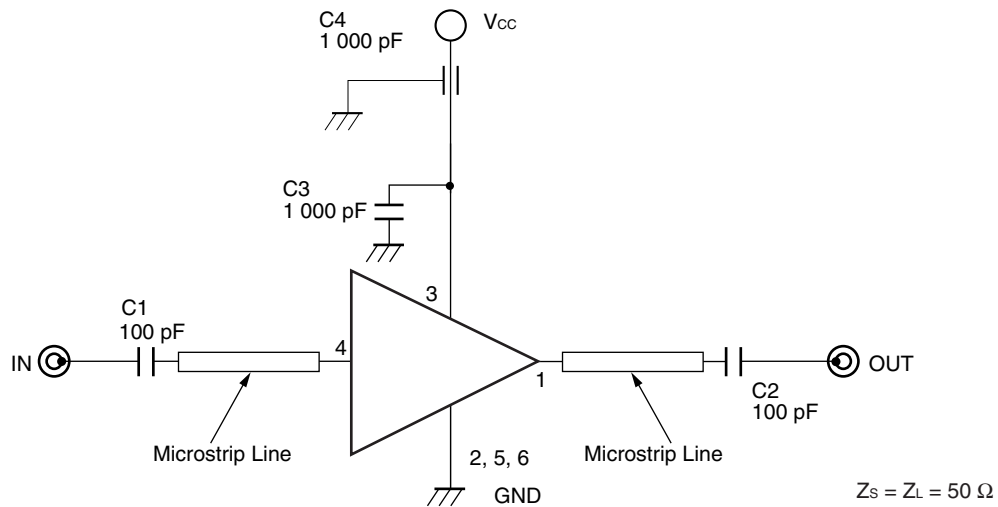 C4
1 000 pF
VCC
C3
1 000 pF
3
C1
100 pF
IN
4
1
OUT
C2
100 pF
Microstrip Line
Microstrip Line
2, 5, 6
GND
ZS = ZL = 50 Ω